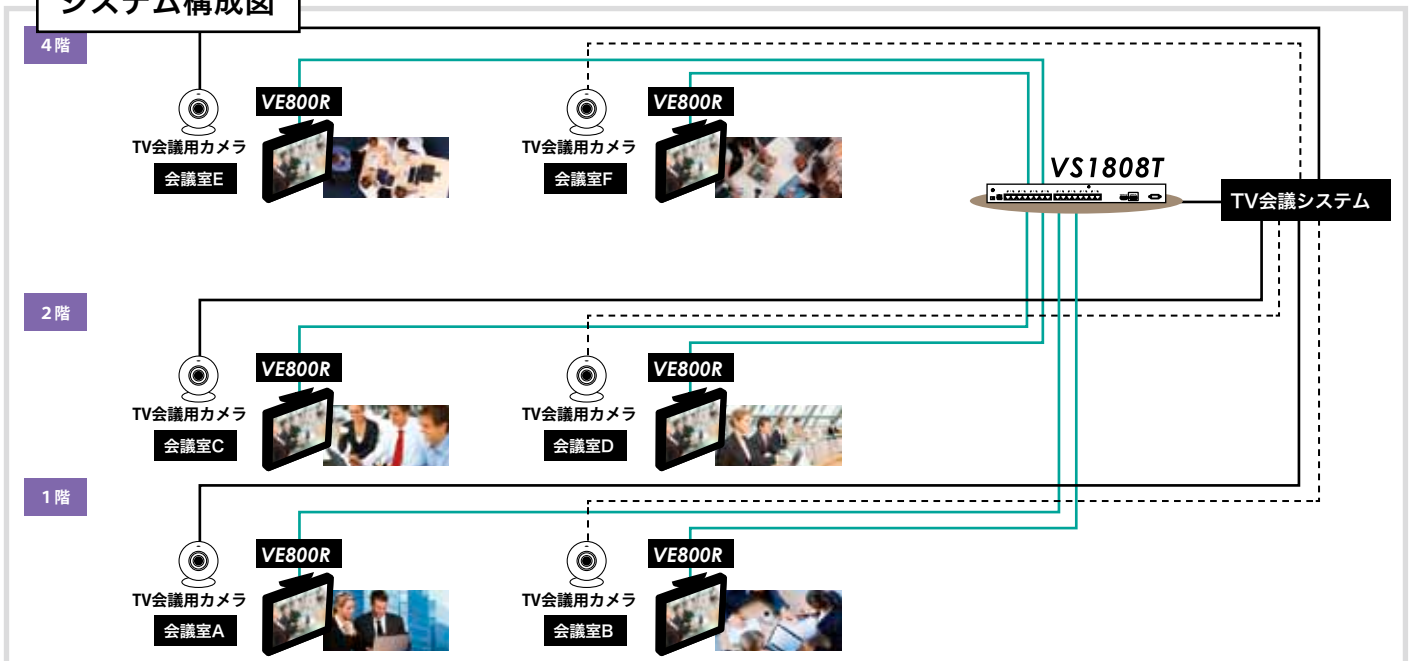 システム構成図
4階
VE800R
VE800R
TV会議用カメラ
TV会議用カメラ
会議室E
会議室F
VS1808T
TV会議システム
2階
VE800R
VE800R
TV会議用カメラ
TV会議用カメラ
会議室C
会議室D
1階
VE800R
VE800R
TV会議用カメラ
TV会議用カメラ
会議室A
会議室B